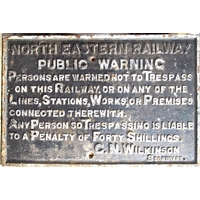 NORTH EASTERN RAILWAY
PUBLIC WARNING
PERSONS ARE WARNED NOT TO TRESPASS
ON THIS RAILWAY, OR ON ANY OF THE
LINES, STATIONS, WORKS, OR PREMISES
CONNECTED THEREWITH.
ANY PERSON SO TRESPASSING IS LIABLE
TO A PENALTY OF FORTY SHILLINGS.
C. N. WILKINSON
SECRETARY.